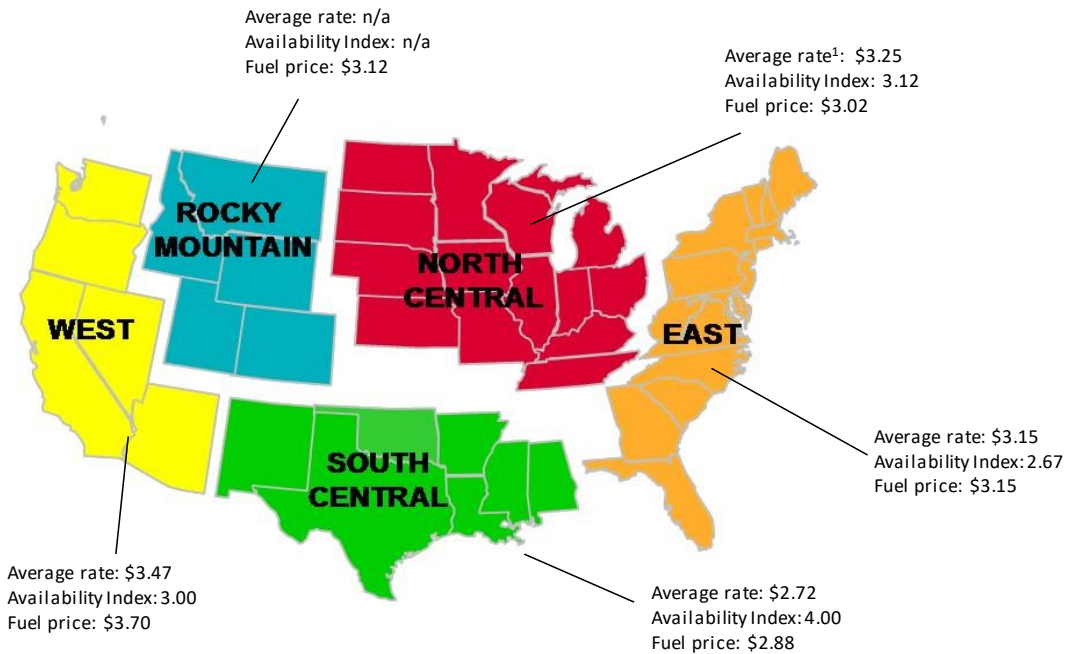 Average rate: n/a
Availability Index: n/a
Fuel price: $3.12
Average rate¹: $3.25
Availability Index: 3.12
Fuel price: $3.02
ROCKY
MOUNTAIN
NORTH
CENTRAL
WEST
EAST
SOUTH
CENTRAL
Average rate: $3.15
Availability Index: 2.67
Fuel price: $3.15
Average rate: $3.47
Availability Index: 3.00
Fuel price: $3.70
Average rate: $2.72
Availability Index: 4.00
Fuel price: $2.88